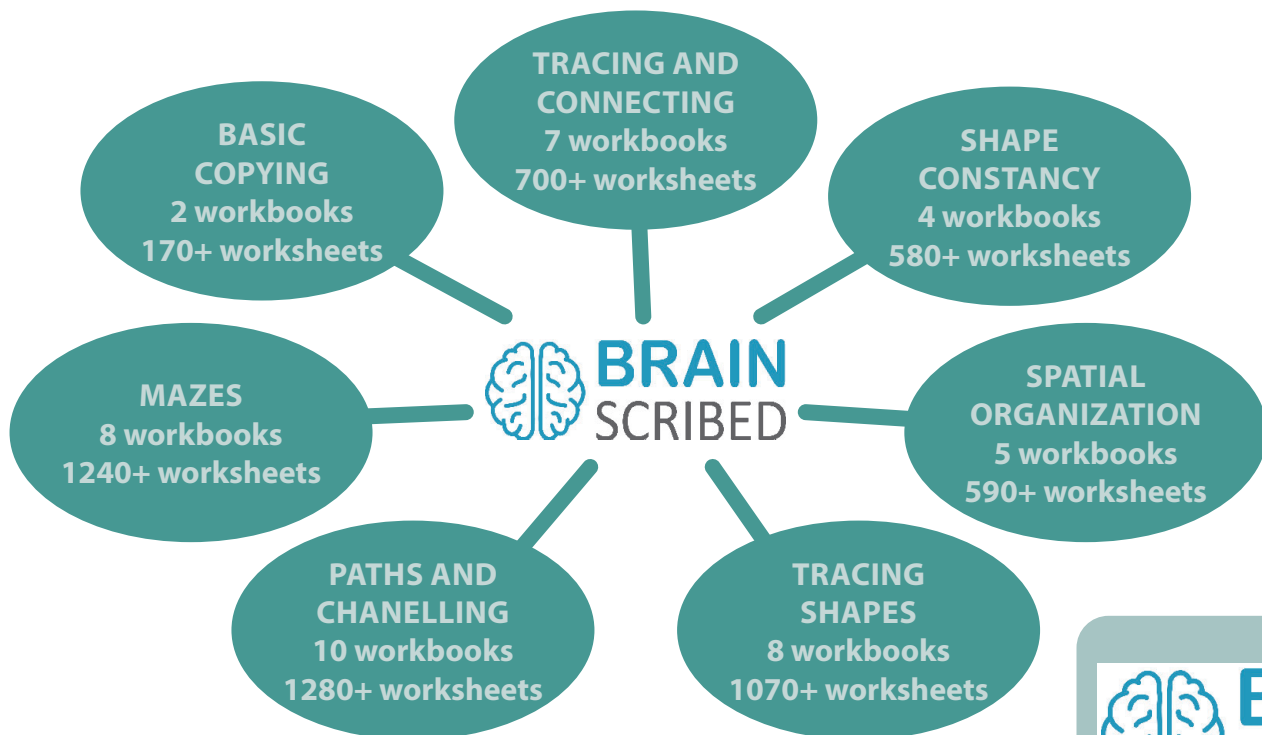 TRACING AND
CONNECTING
7 workbooks
700+ worksheets
BASIC
COPYING
2 workbooks
170+ worksheets
SHAPE
CONSTANCY
4 workbooks
580+ worksheets
BRAIN
SCRIBED
MAZES
8 workbooks
1240+ worksheets
SPATIAL
ORGANIZATION
5 workbooks
590+ worksheets
PATHS AND
CHANELLING
10 workbooks
1280+ worksheets
TRACING
SHAPES
8 workbooks
1070+ worksheets